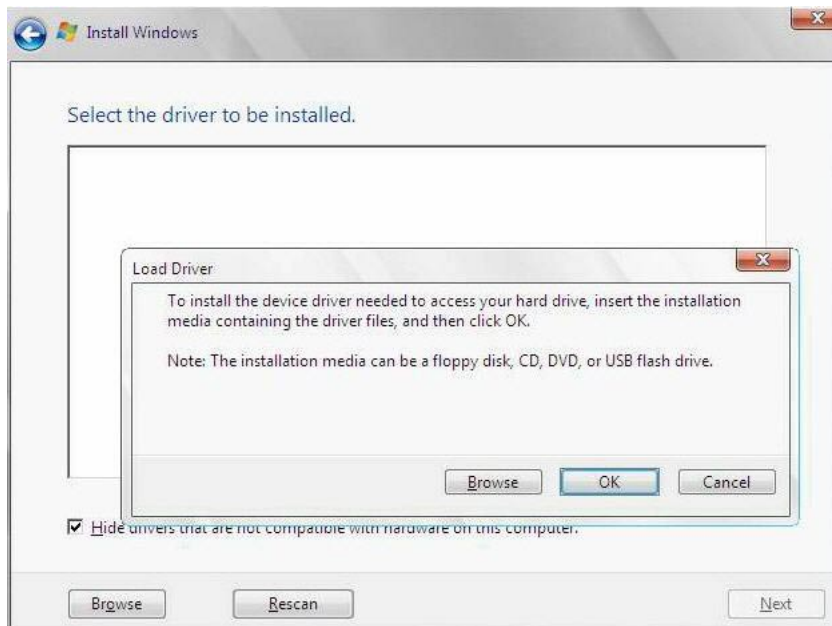 Install Windows
Select the driver to be installed.
Load Driver
To install the device driver needed to access your hard drive, insert the installation
media containing the driver files, and then click OK.
Note: The installation media can be a floppy disk, CD, DVD, or USB flash drive.
Browse
OK
Cancel
Hide drivers that are not compatible with hardware on this computer.
Browse
Rescan
Next